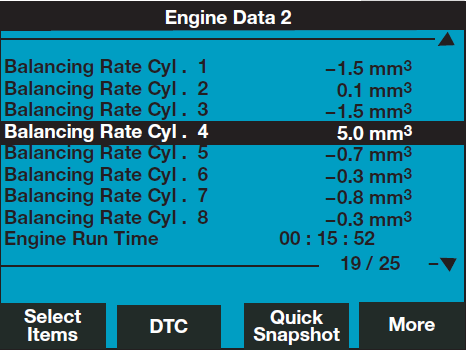 Engine Data 2
Balancing Rate Cyl . 1 –1.5 mm³
Balancing Rate Cyl . 2 0.1 mm³
Balancing Rate Cyl . 3 –1.5 mm³
Balancing Rate Cyl . 4 5.0 mm³
Balancing Rate Cyl . 5 –0.7 mm³
Balancing Rate Cyl . 6 –0.3 mm³
Balancing Rate Cyl . 7 –0.8 mm³
Balancing Rate Cyl . 8 –0.3 mm³
Engine Run Time 00 : 15 : 52
19 / 25
Select
Items
DTC
Quick
Snapshot
More